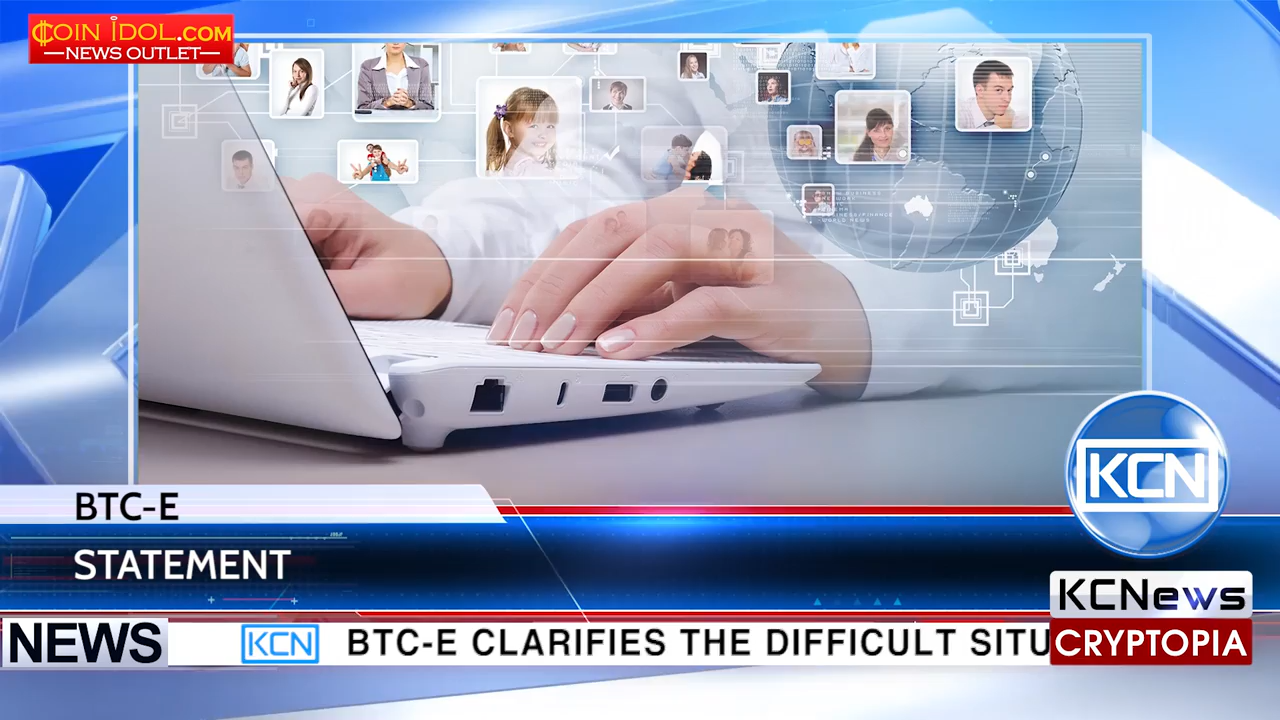 COIN IDOL.COM
NEWS OUTLET
KCN
BTC-E
STATEMENT
KCNews
NEWS
KCN
BTC-E CLARIFIES THE DIFFICULT SITU
CRYPTOPIA